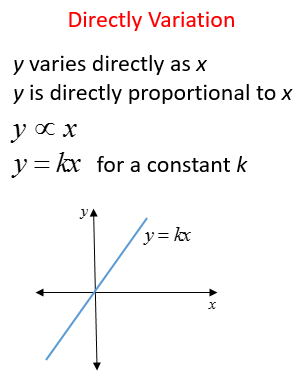 Directly Variation
y varies directly as x
y is directly proportional to x
y ∝ x
y = kx for a constant k
y
y = kx
x